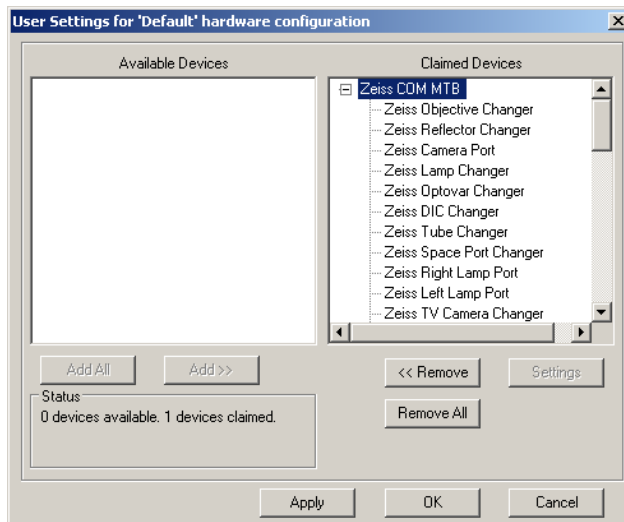 User Settings for 'Default' hardware configuration
Available Devices
Claimed Devices
Zeiss COM MTB
Zeiss Objective Changer
Zeiss Reflector Changer
Zeiss Camera Port
Zeiss Lamp Changer
Zeiss Optovar Changer
Zeiss DIC Changer
Zeiss Tube Changer
Zeiss Space Port Changer
Zeiss Right Lamp Port
Zeiss Left Lamp Port
Zeiss TV Camera Changer
Add All
Add >>
<< Remove
Settings
Status
0 devices available. 1 devices claimed.
Remove All
Apply
OK
Cancel